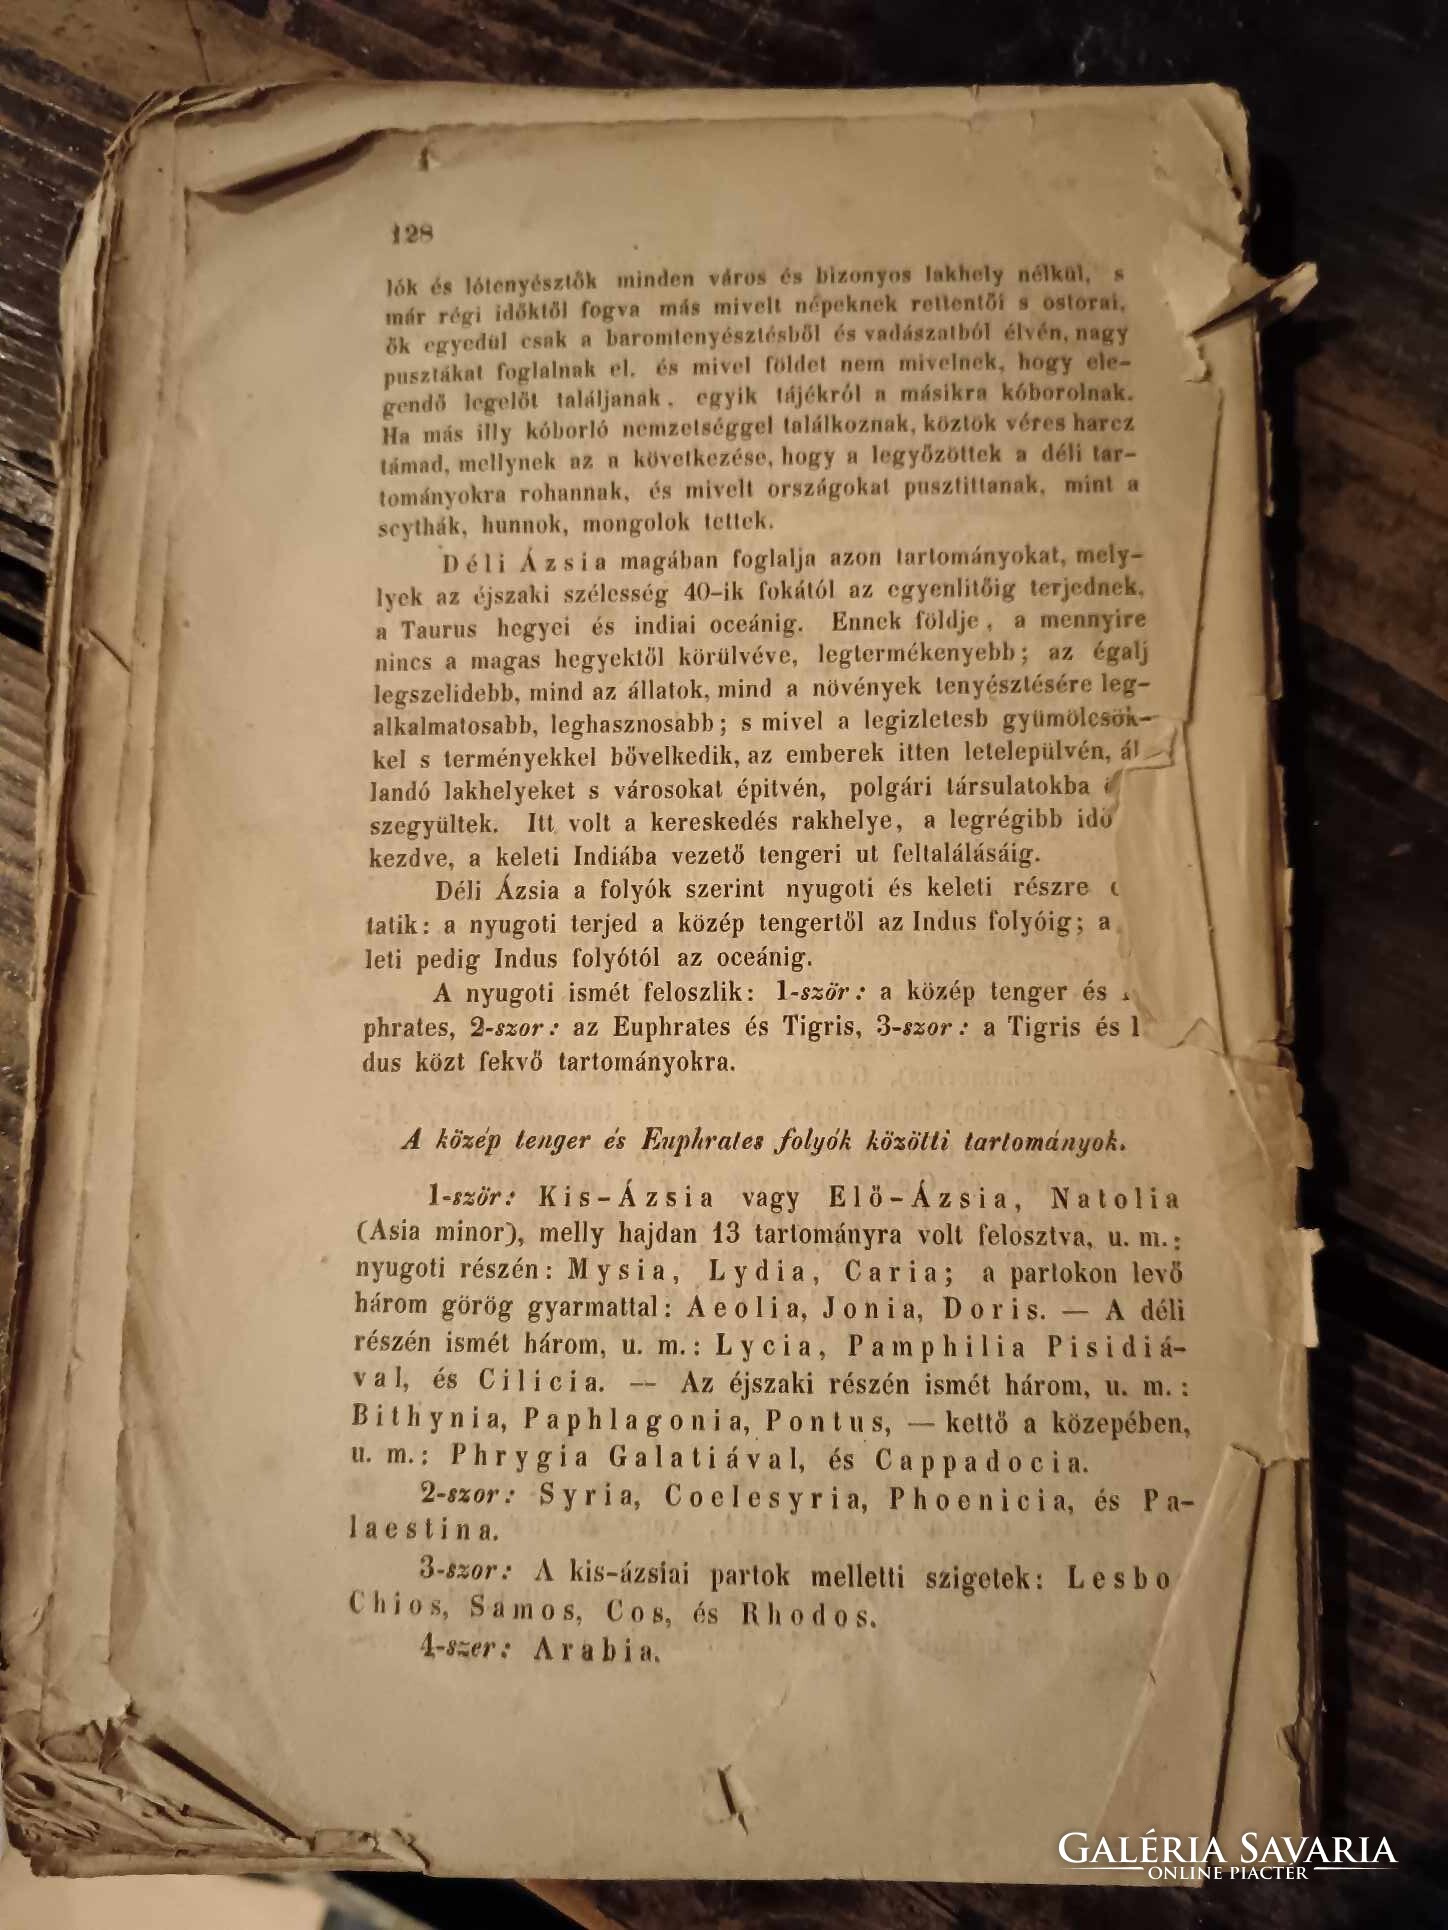 128
lók és lótenyésztők minden város és bizonyos lakhely nélkül, s
már régi időktől fogva más mivelt népeknek rettentői s ostorai,
ők egyedül csak a baromtenyésztésből és vadászatból élvén, nagy
pusztákat foglalnak el, és mivel földet nem mivelnek, hogy ele-
gendő legelőt találjanak, egyik tájékról a másikra kóborolnak.
Ha más illy kóborló nemzetséggel találkoznak, köztök véres harcz
támad, mellynek az a következése, hogy a legyőzöttek a déli tar-
tományokra rohannak, és mivelt országokat pusztittanak, mint a
scythák, hunnok, mongolok tettek.
Déli Ázsia magában foglalja azon tartományokat, mely-
lyek az éjszaki szélesség 40-ik fokától az egyenlitőig terjednek,
a Taurus hegyei és indiai oceánig. Ennek földje, a mennyire
nincs a magas hegyektől körülvéve, legtermékenyebb; az égalj
legszelidebb, mind az állatok, mind a növények tenyésztésére leg-
alkalmatosabb, leghasznosabb; s mivel a legizletesb gyümölcsök-
kel s terményekkel bővelkedik, az emberek itten letelepülvén, ál
landó lakhelyeket s városokat épitvén, polgári társulatokba
szegyültek. Itt volt a kereskedés rakhelye, a legrégibb idő
kezdve, a keleti Indiába vezető tengeri ut feltalálásáig.
Déli Ázsia a folyók szerint nyugoti és keleti részre
tatik: a nyugoti terjed a közép tengertől az Indus folyóig; a
leti pedig Indus folyótól az oceánig.
A nyugoti ismét feloszlik: 1-ször: a közép tenger és
phrates, 2-szor: az Euphrates és Tigris, 3-szor: a Tigris és I
dus közt fekvő tartományokra.
A közép tenger és Euphrates folyók közötti tartományok.
1-ször: Kis-Ázsia vagy Elő-Ázsia, Natolia
(Asia minor), melly hajdan 13 tartományra volt felosztva, u. m.:
nyugoti részén: Mysia, Lydia, Caria; a partokon levő
három görög gyarmattal: Aeolia, Jonia, Doris. — A déli
részén ismét három, u. m.: Lycia, Pamphilia Pisidiá-
val, és Cilicia. — Az éjszaki részén ismét három, u. m.:
Bithynia, Paphlagonia, Pontus, — kettő a közepében,
u. m.: Phrygia Galatiával, és Cappadocia.
2-szor: Syria, Coelesyria, Phoenicia, és Pa-
laestina.
3-szor: A kis-ázsiai partok melletti szigetek: Lesbo
Chios, Samos, Cos, és Rhodos.
4-szer: Arabia.
GALÉRIA SAVARIA
ONLINE PIACTÉR